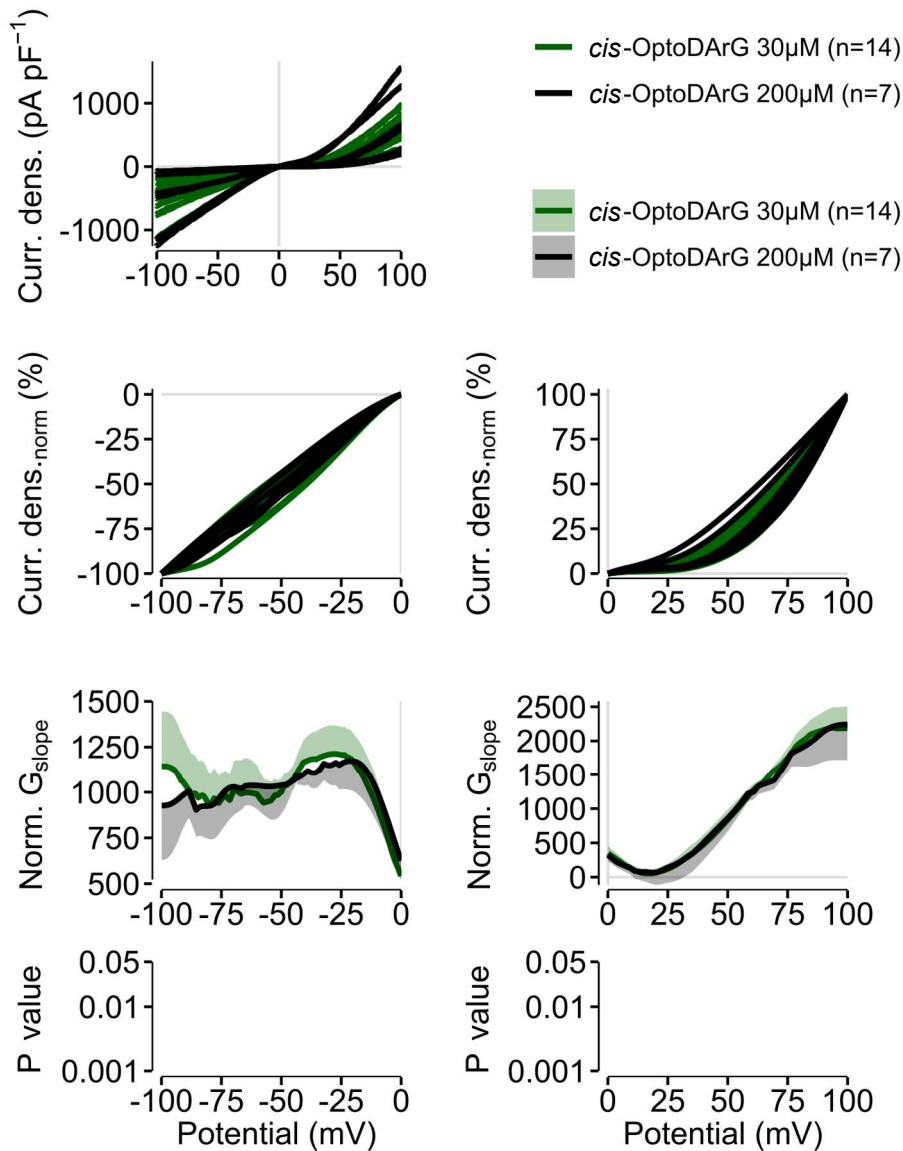 Curr. dens. (pA pF⁻¹)
1000
0
-1000
-100 -50 0 50 100
cis-OptoDArG 30µM (n=14)
cis-OptoDArG 200µM (n=7)
cis-OptoDArG 30µM (n=14)
cis-OptoDArG 200µM (n=7)
Curr. dens.norm (%)
0
-25
-50
-75
-100
-100 -75 -50 -25 0
Curr. dens.norm (%)
100
75
50
25
0
0 25 50 75 100
Norm. Gslope
1500
1250
1000
750
500
-100 -75 -50 -25 0
Norm. Gslope
2500
2000
1500
1000
500
0
0 25 50 75 100
P value
0.05
0.01
0.001
-100 -75 -50 -25 0
Potential (mV)
P value
0.05
0.01
0.001
0 25 50 75 100
Potential (mV)